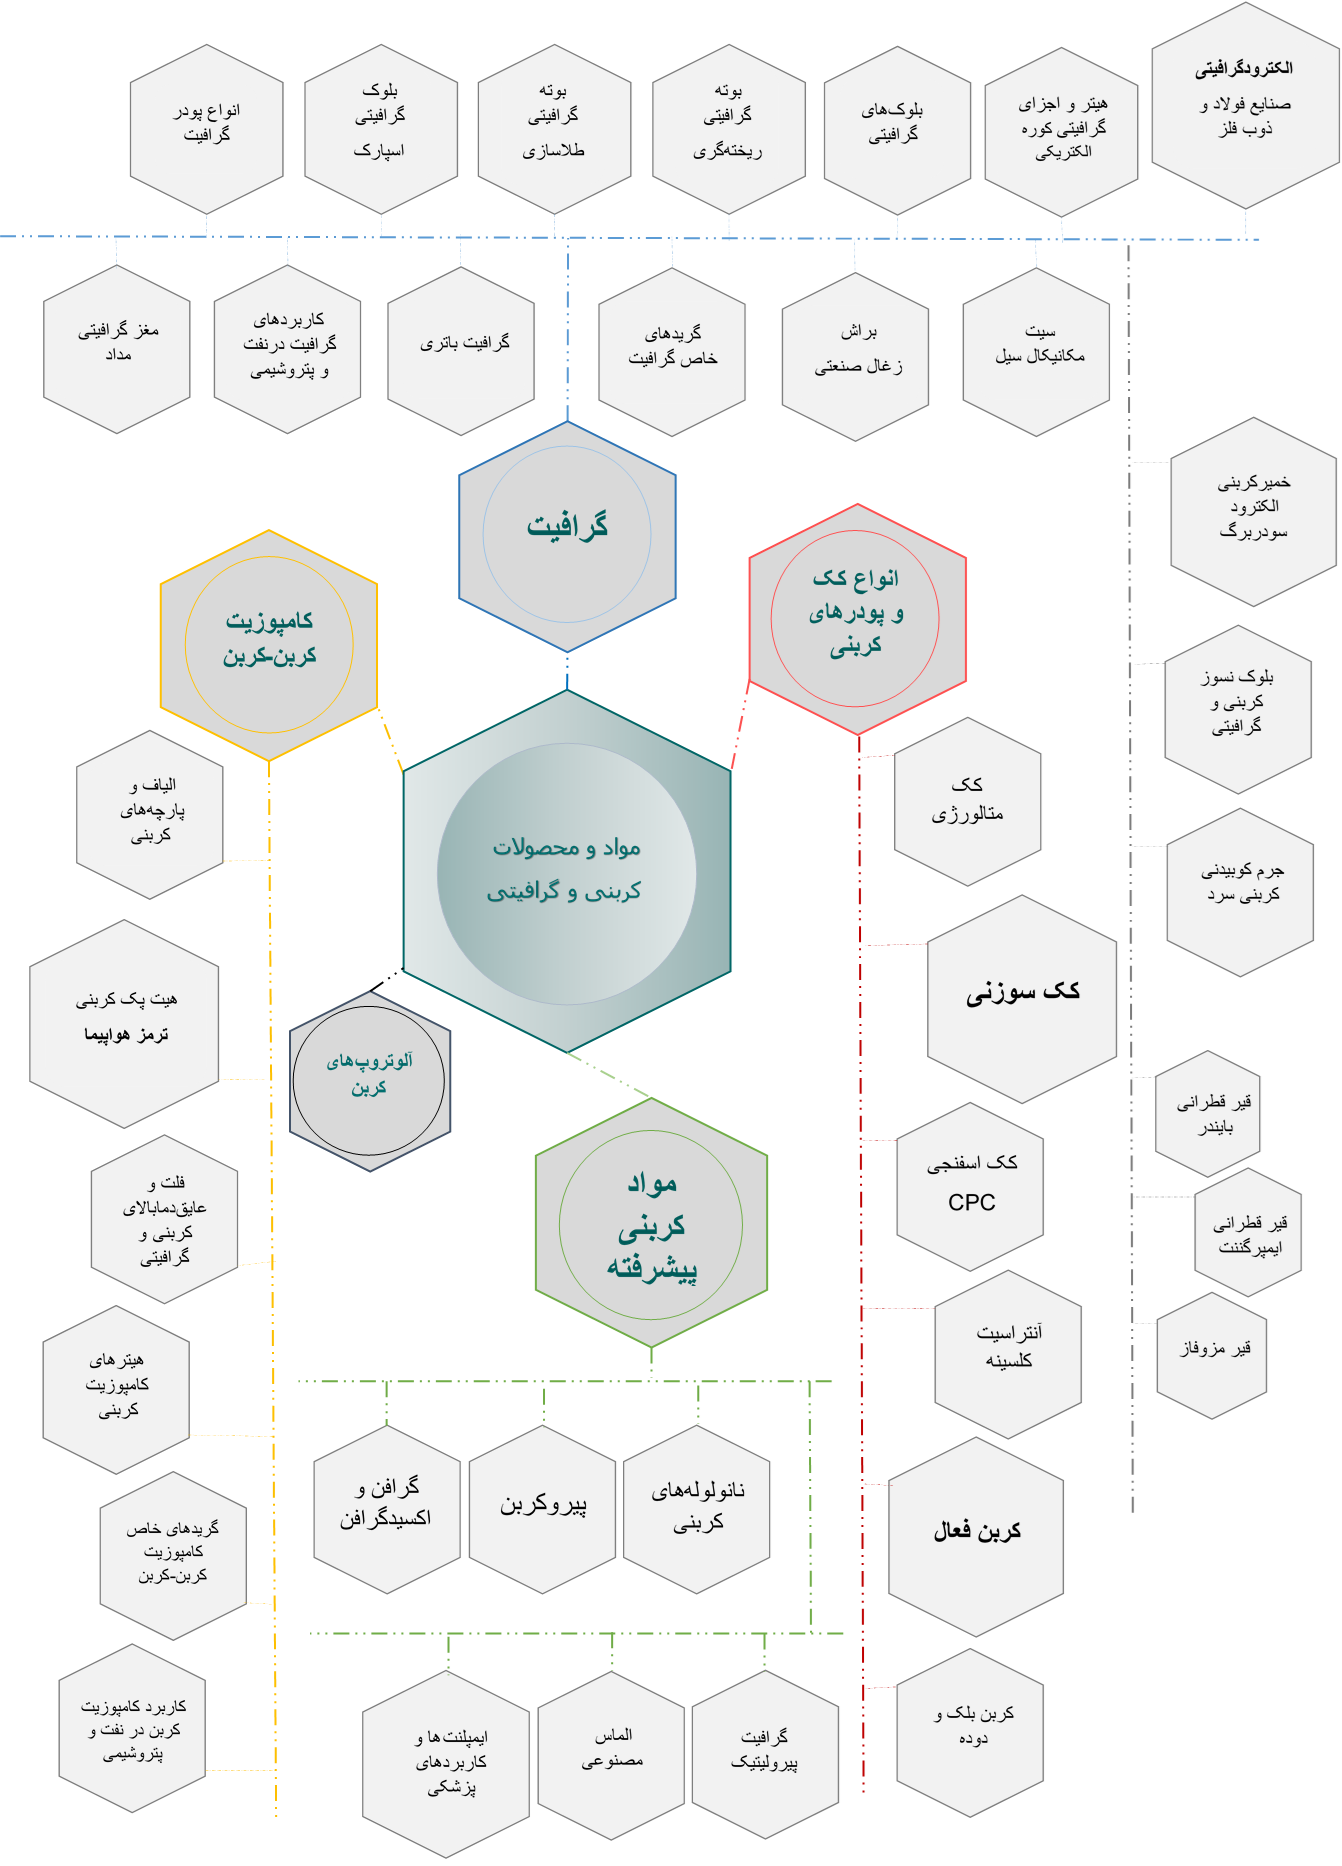 الکترودگرافیتی
صنایع فولاد و
ذوب فلز
هیتر و اجزای
گرافیتی کوره
الکتریکی
بلوک‌های
گرافیتی
بوته
گرافیتی
ریخته‌گری
بوته
گرافیتی
طلاسازی
بلوک
گرافیتی
اسپارک
انواع پودر
گرافیت
سیت
مکانیکال سیل
براش
زغال صنعتی
گریدهای
خاص گرافیت
گرافیت باتری
کاربردهای
گرافیت درنفت
و پتروشیمی
مغز گرافیتی
مداد
گرافیت
انواع کک
و پودرهای
کربنی
کامپوزیت
کربن-کربن
مواد و محصولات
کربنی و گرافیتی
آلوتروپ‌های
کربن
مواد
کربنی
پیشرفته
خمیرکربنی
الکترود
سودربرگ
بلوک نسوز
کربنی و
گرافیتی
جرم کوبیدنی
کربنی سرد
قیر قطرانی
بایندر
قیر قطرانی
ایمپرگننت
قیر مزوفاز
کک
متالورژی
کک سوزنی
کک اسفنجی
CPC
آنتراسیت
کلسینه
کربن فعال
کربن بلک و
دوده
الیاف و
پارچه‌های
کربنی
هیت پک کربنی
ترمز هواپیما
فلت و
عایق‌دمابالای
کربنی و
گرافیتی
هیترهای
کامپوزیت
کربنی
گریدهای خاص
کامپوزیت
کربن-کربن
کاربرد کامپوزیت
کربن در نفت و
پتروشیمی
نانولوله‌های
کربنی
پیروکربن
گرافن و
اکسیدگرافن
گرافیت
پیرولیتیک
الماس
مصنوعی
ایمپلنت‌ها و
کاربردهای
پزشکی